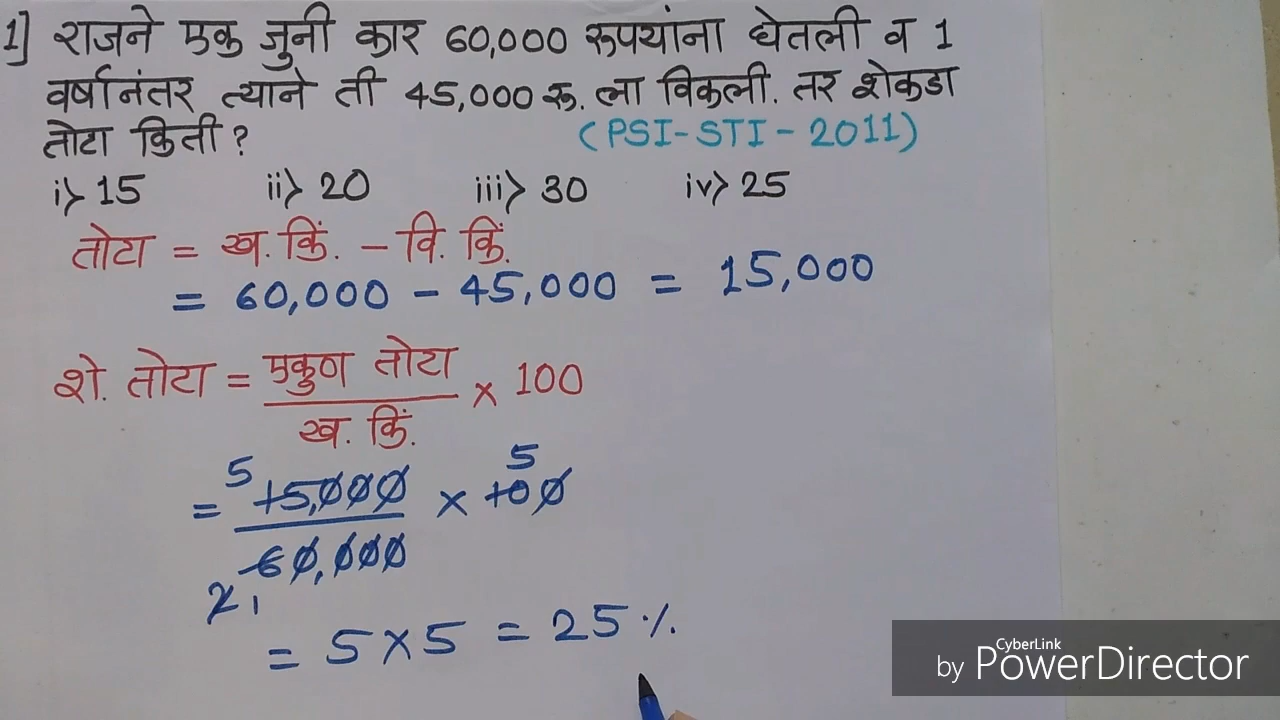 1] राजने एक जुनी कार 60,000 रूपयांना घेतली व 1
वर्षानंतर त्याने ती 45,000 रू. ला विकली. तर शेकडा
तोटा किती ? (PSI-STI-2011)
i> 15 ii> 20 iii> 30 iv> 25
तोटा = ख. किं. - वि. किं.
= 60,000 - 45,000 = 15,000
शे. तोटा = एकुण तोटा / ख. किं. × 100
5 5
= 15,000 / 60,000 × 100
2 1
= 5 × 5 = 25 %
CyberLink
by PowerDirector